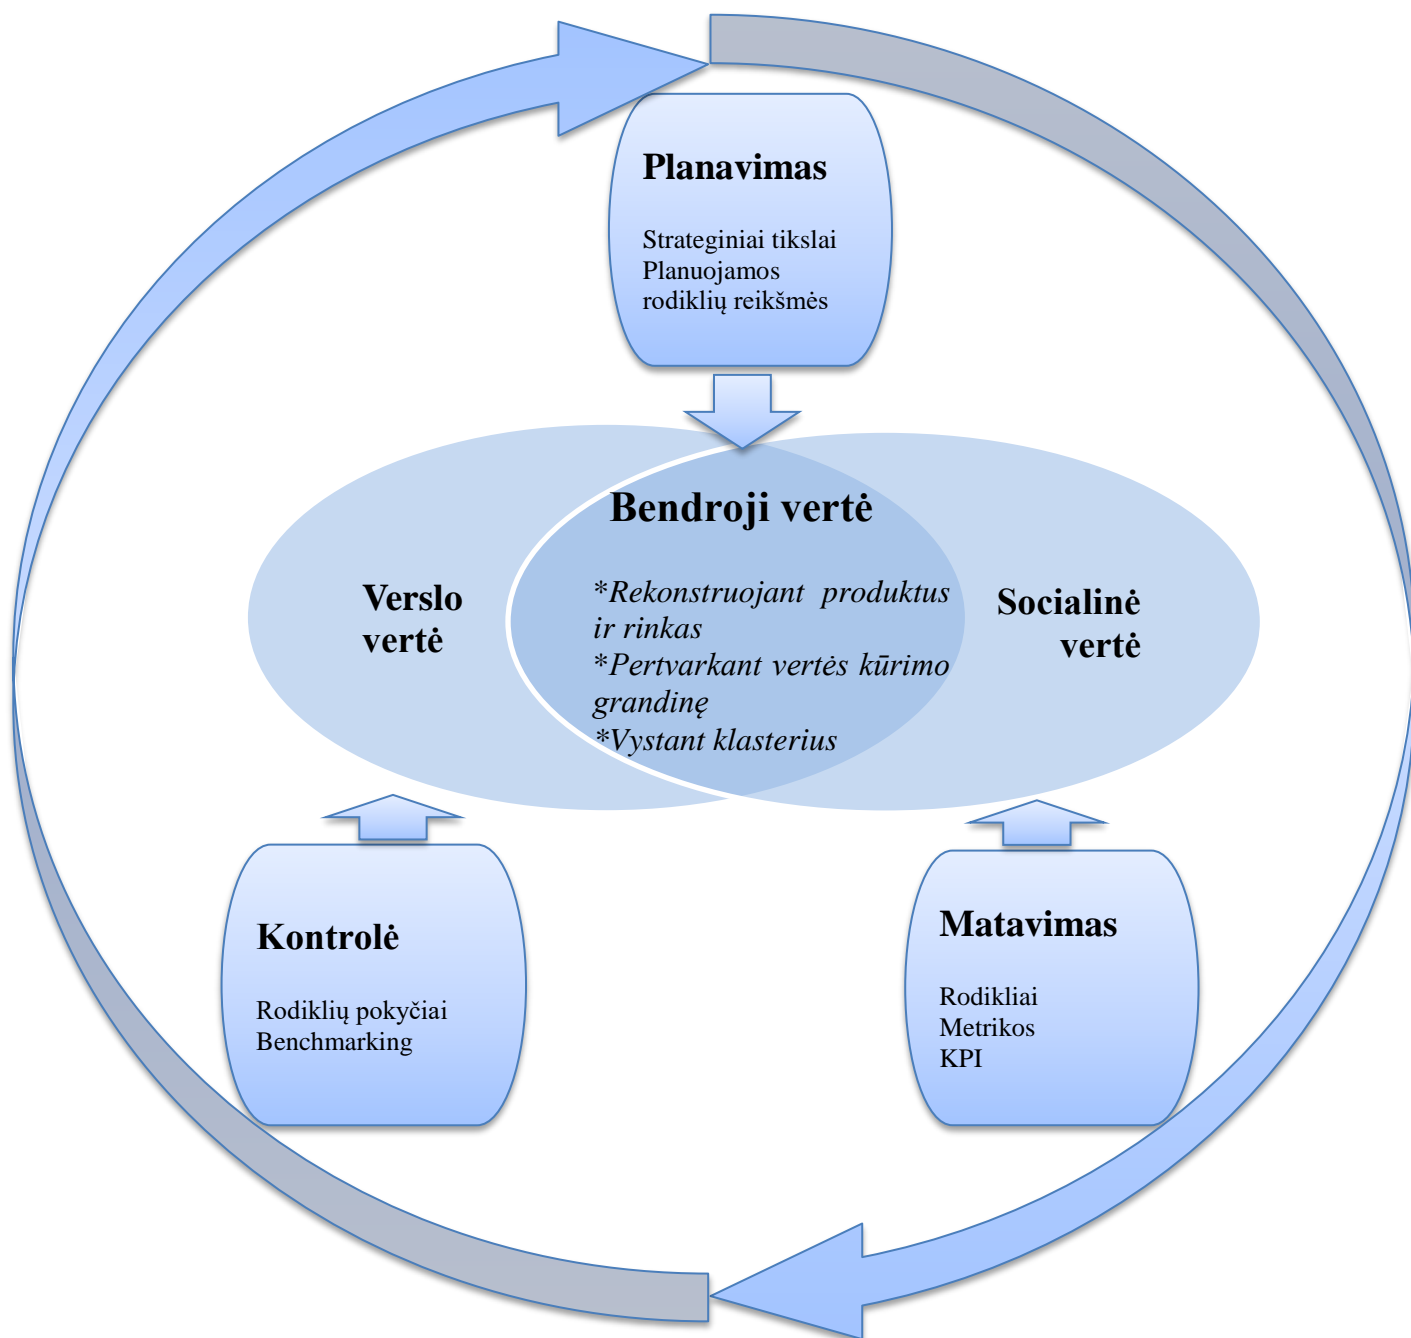 Planavimas
Strateginiai tikslai
Planuojamos
rodiklių reikšmės
Bendroji vertė
*Rekonstruojant produktus
ir rinkas
*Pertvarkant vertės kūrimo
grandinę
*Vystant klasterius
Verslo
vertė
Socialinė
vertė
Kontrolė
Rodiklių pokyčiai
Benchmarking
Matavimas
Rodikliai
Metrikos
KPI